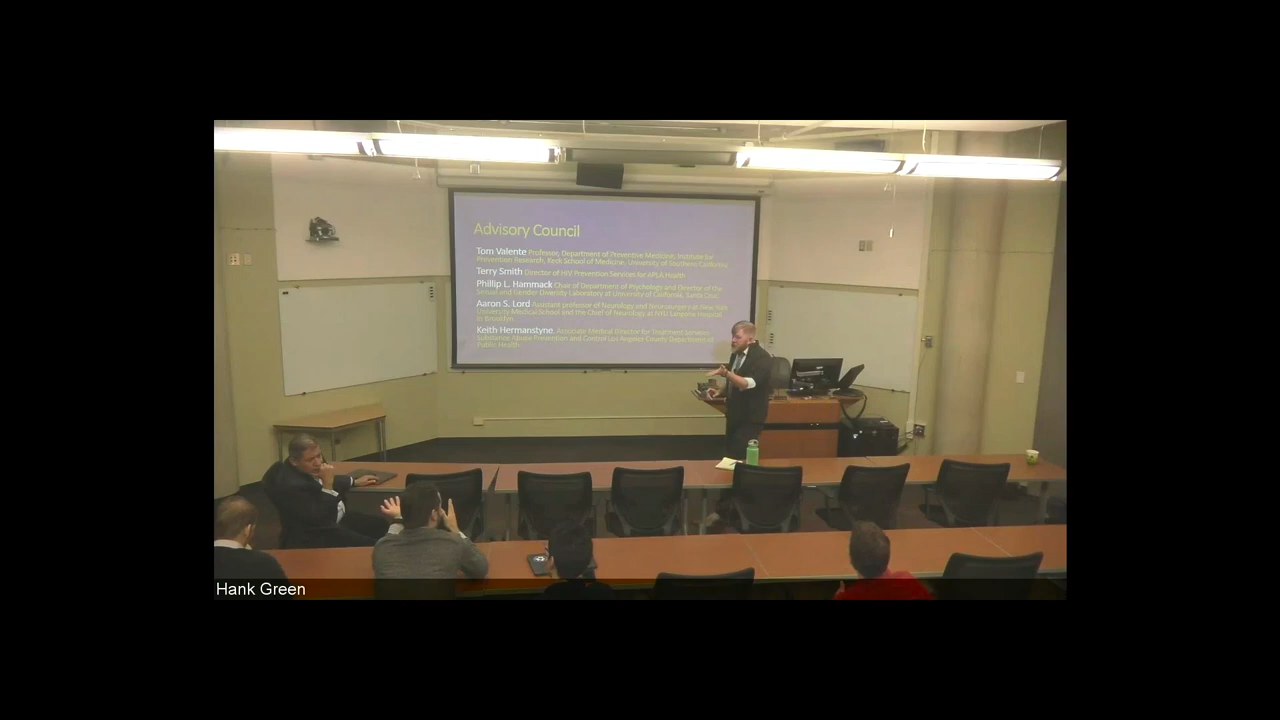 Advisory Council
Tom Valente Professor, Department of Preventive Medicine, Institute for
Prevention Research, Keck School of Medicine, University of Southern California
Terry Smith Director of HIV Prevention Services for APLA Health
Phillip L. Hammack Chair of Department of Psychology and Director of the
Sexual and Gender Diversity Laboratory at University of California, Santa Cruz
Aaron S. Lord Assistant professor of Neurology and Neurosurgery at New York
University Medical School and the Chief of Neurology at NYU Langone Hospital
in Brooklyn
Keith Hermanstyne, Associate Medical Director for Treatment Services
Substance Abuse Prevention and Control Los Angeles County Department of
Public Health
Hank Green